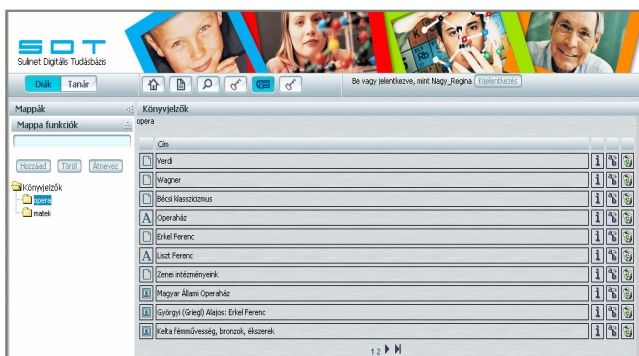 SDT
Sulinet Digitális Tudásbázis
Diák Tanár
Be vagy jelentkezve, mint Nagy_Regina Kijelentkezés
Mappák
Mappa funkciók
Hozzáad Töröl Átnevez
Könyvjelzők
opera
matek
Könyvjelzők
opera
Cím
Verdi
Wagner
Bécsi klasszicizmus
A Operaház
Erkel Ferenc
A Liszt Ferenc
Zenei intézményeink
Magyar Állami Operaház
Györgyi (Griegl) Alajos: Erkel Ferenc
Kelta fémművesség, bronzok, ékszerek
1 2